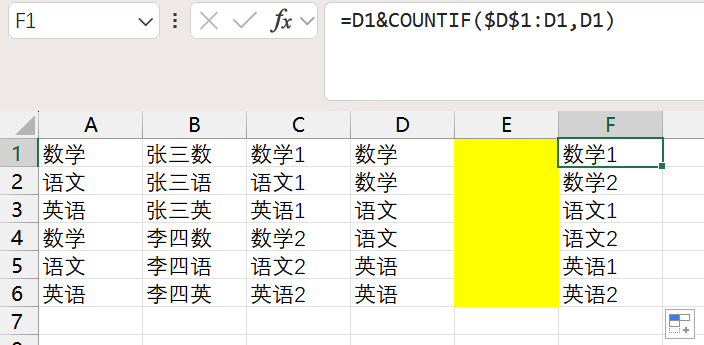 F1 fx =D1&COUNTIF($D$1:D1,D1)
A B C D E F
1 数学 张三数 数学1 数学 数学1
2 语文 张三语 语文1 数学 数学2
3 英语 张三英 英语1 语文 语文1
4 数学 李四数 数学2 语文 语文2
5 语文 李四语 语文2 英语 英语1
6 英语 李四英 英语2 英语 英语2
7